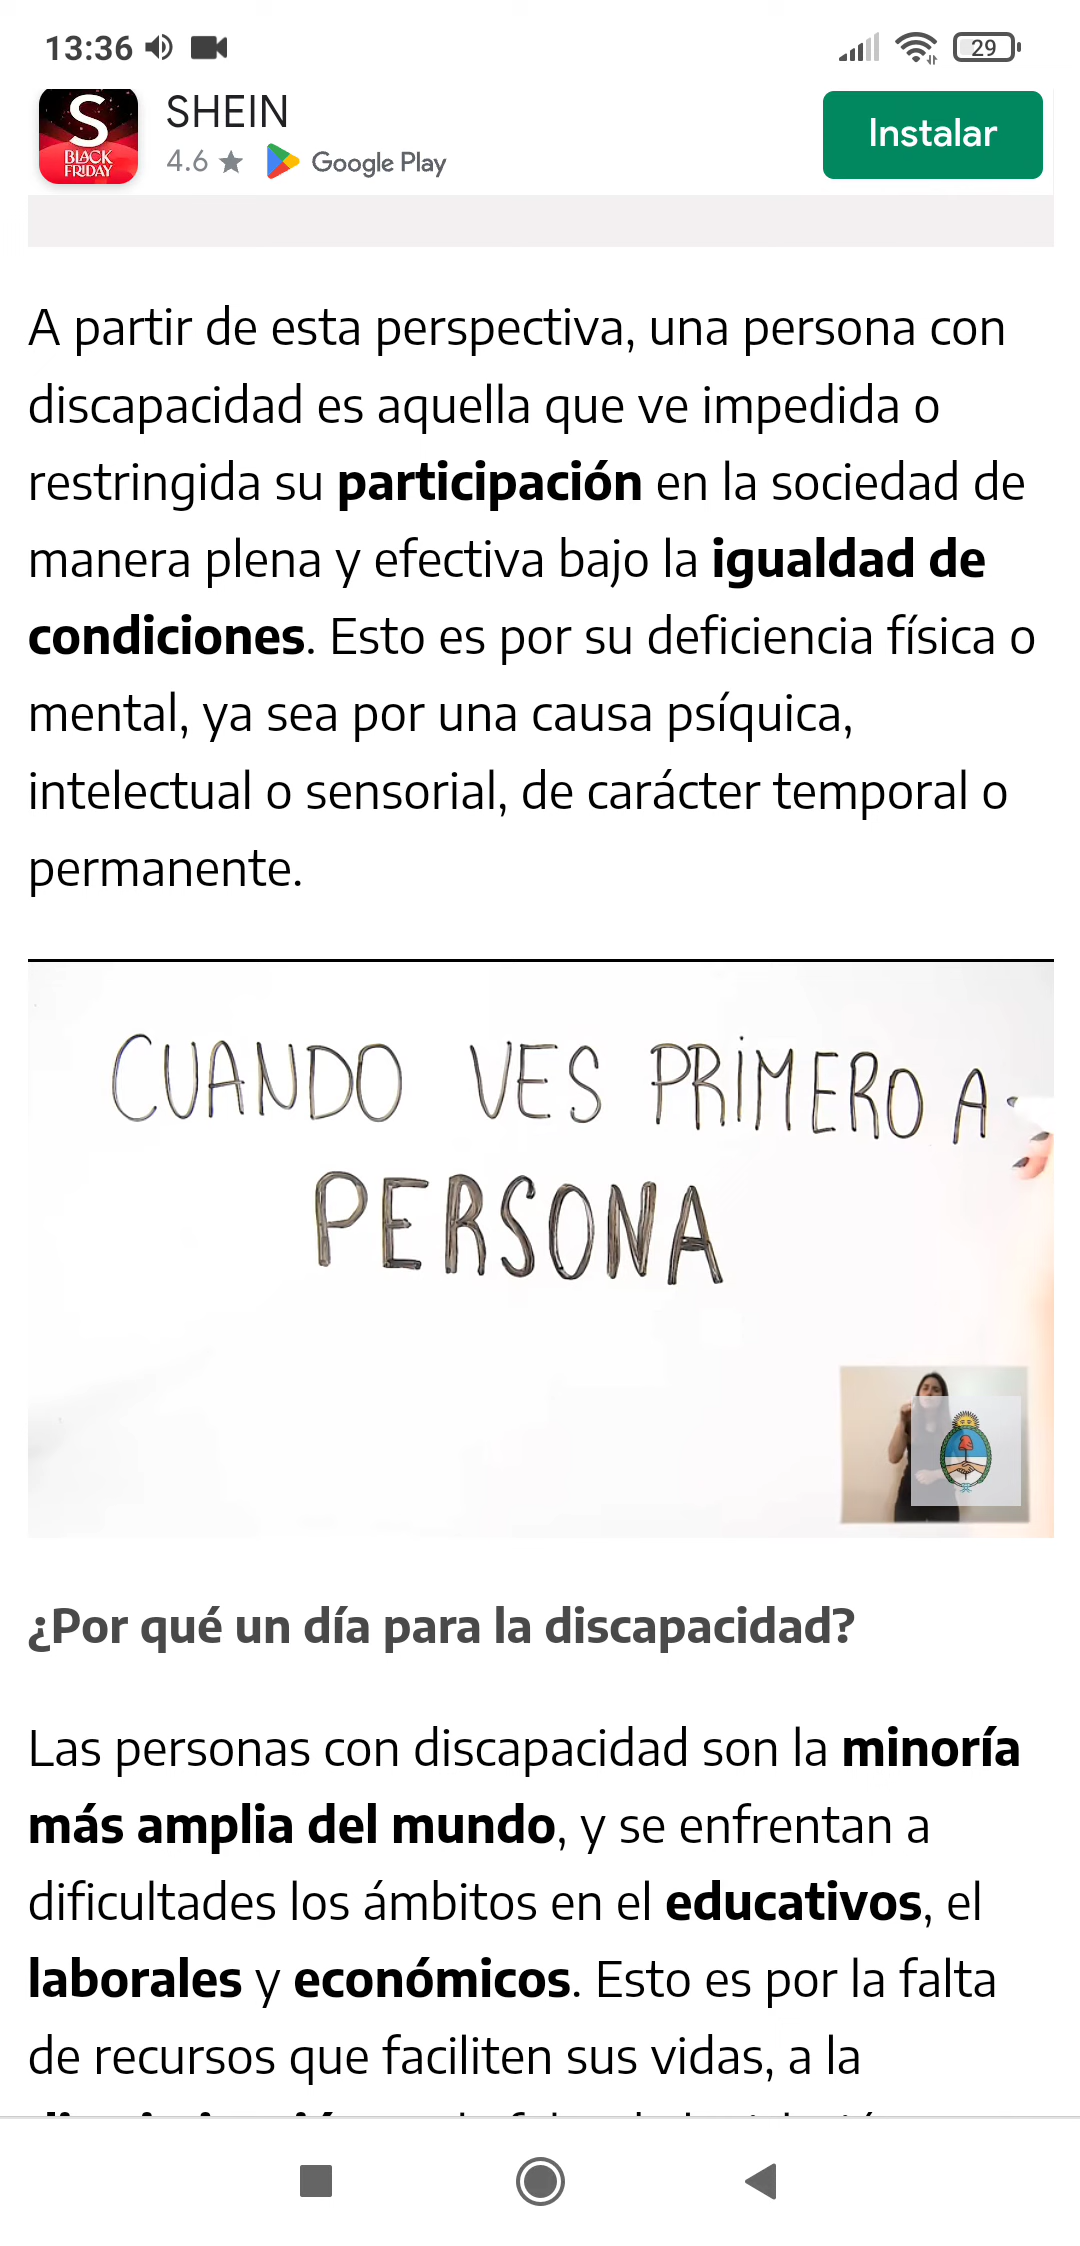 13:36
29
SHEIN
S
BLACK
FRIDAY
4.6 ★ Google Play
Instalar
A partir de esta perspectiva, una persona con
discapacidad es aquella que ve impedida o
restringida su participación en la sociedad de
manera plena y efectiva bajo la igualdad de
condiciones. Esto es por su deficiencia física o
mental, ya sea por una causa psíquica,
intelectual o sensorial, de carácter temporal o
permanente.
CUANDO VES PRIMERO A
PERSONA
¿Por qué un día para la discapacidad?
Las personas con discapacidad son la minoría
más amplia del mundo, y se enfrentan a
dificultades los ámbitos en el educativos, el
laborales y económicos. Esto es por la falta
de recursos que faciliten sus vidas, a la